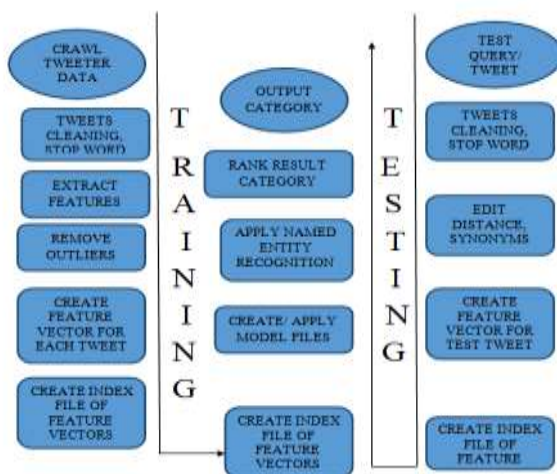 CRAWL
TWEETER
DATA
TWEETS
CLEANING,
STOP WORD
EXTRACT
FEATURES
REMOVE
OUTLIERS
CREATE
FEATURE
VECTOR FOR
EACH TWEET
CREATE INDEX
FILE OF
FEATURE
VECTORS
TRAINING
OUTPUT
CATEGORY
RANK RESULT
CATEGORY
APPLY NAMED
ENTITY
RECOGNITION
CREATE/ APPLY
MODEL FILES
CREATE INDEX
FILE OF
FEATURE
VECTORS
TESTING
TEST
QUERY/
TWEET
TWEETS
CLEANING,
STOP WORD
EDIT
DISTANCE,
SYNONYMS
CREATE
FEATURE
VECTOR FOR
TEST TWEET
CREATE INDEX
FILE OF
FEATURE